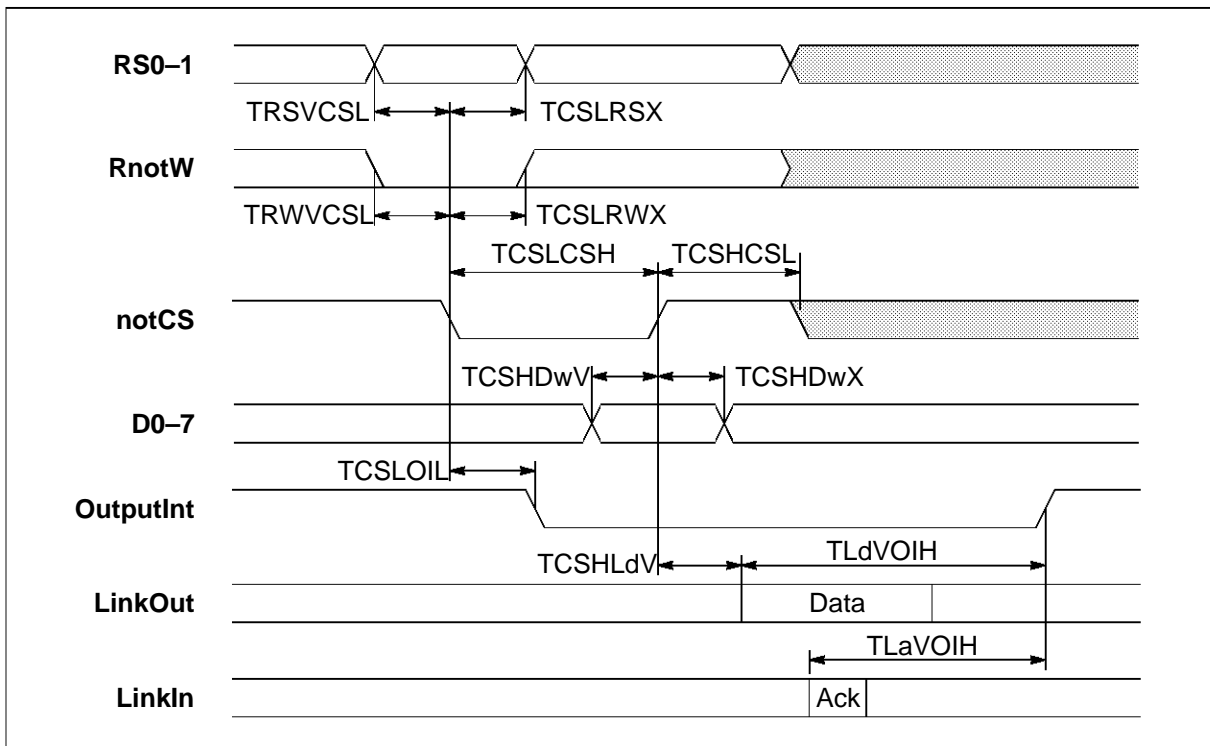 RS0–1
TRSVCSL TCSLRSX
RnotW
TRWVCSL TCSLRWX
TCSLCSH TCSHCSL
notCS
TCSHDwV TCSHDwX
D0–7
TCSLOIL
OutputInt
TCSHLdV TLdVOIH
LinkOut Data
TLaVOIH
LinkIn Ack